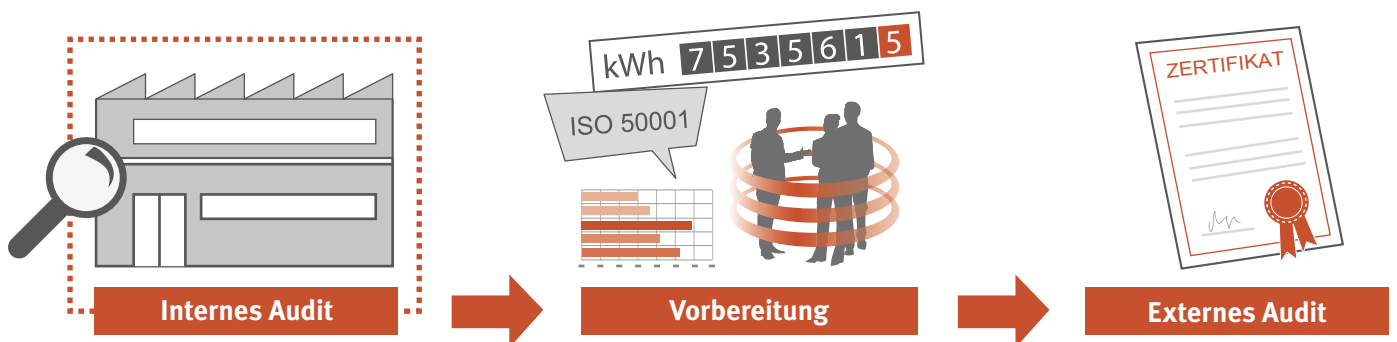 kWh 7535615
ISO 50001
ZERTIFIKAT
Internes Audit
Vorbereitung
Externes Audit